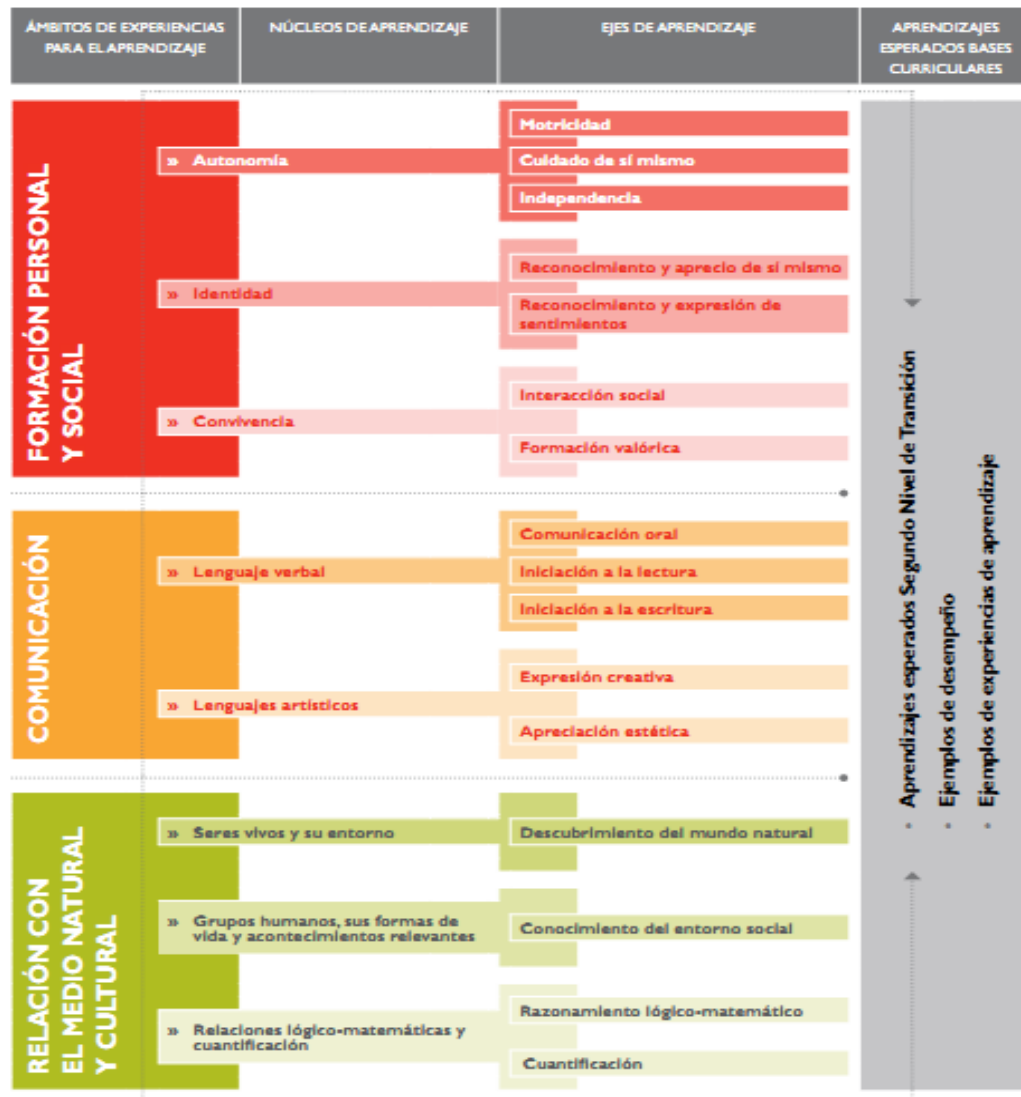 ÁMBITOS DE EXPERIENCIAS
PARA EL APRENDIZAJE
NÚCLEOS DE APRENDIZAJE
EJES DE APRENDIZAJE
APRENDIZAJES
ESPERADOS BASES
CURRICULARES
FORMACIÓN PERSONAL
Y SOCIAL
» Autonomía
Motricidad
Cuidado de sí mismo
Independencia
» Identidad
Reconocimiento y aprecio de sí mismo
Reconocimiento y expresión de
sentimientos
» Convivencia
Interacción social
Formación valórica
COMUNICACIÓN
» Lenguaje verbal
Comunicación oral
Iniciación a la lectura
Iniciación a la escritura
» Lenguajes artísticos
Expresión creativa
Apreciación estética
RELACIÓN CON
EL MEDIO NATURAL
Y CULTURAL
» Seres vivos y su entorno
Descubrimiento del mundo natural
» Grupos humanos, sus formas de
vida y acontecimientos relevantes
Conocimiento del entorno social
» Relaciones lógico-matemáticas y
cuantificación
Razonamiento lógico-matemático
Cuantificación
• Aprendizajes esperados Segundo Nivel de Transición
• Ejemplos de desempeño
• Ejemplos de experiencias de aprendizaje